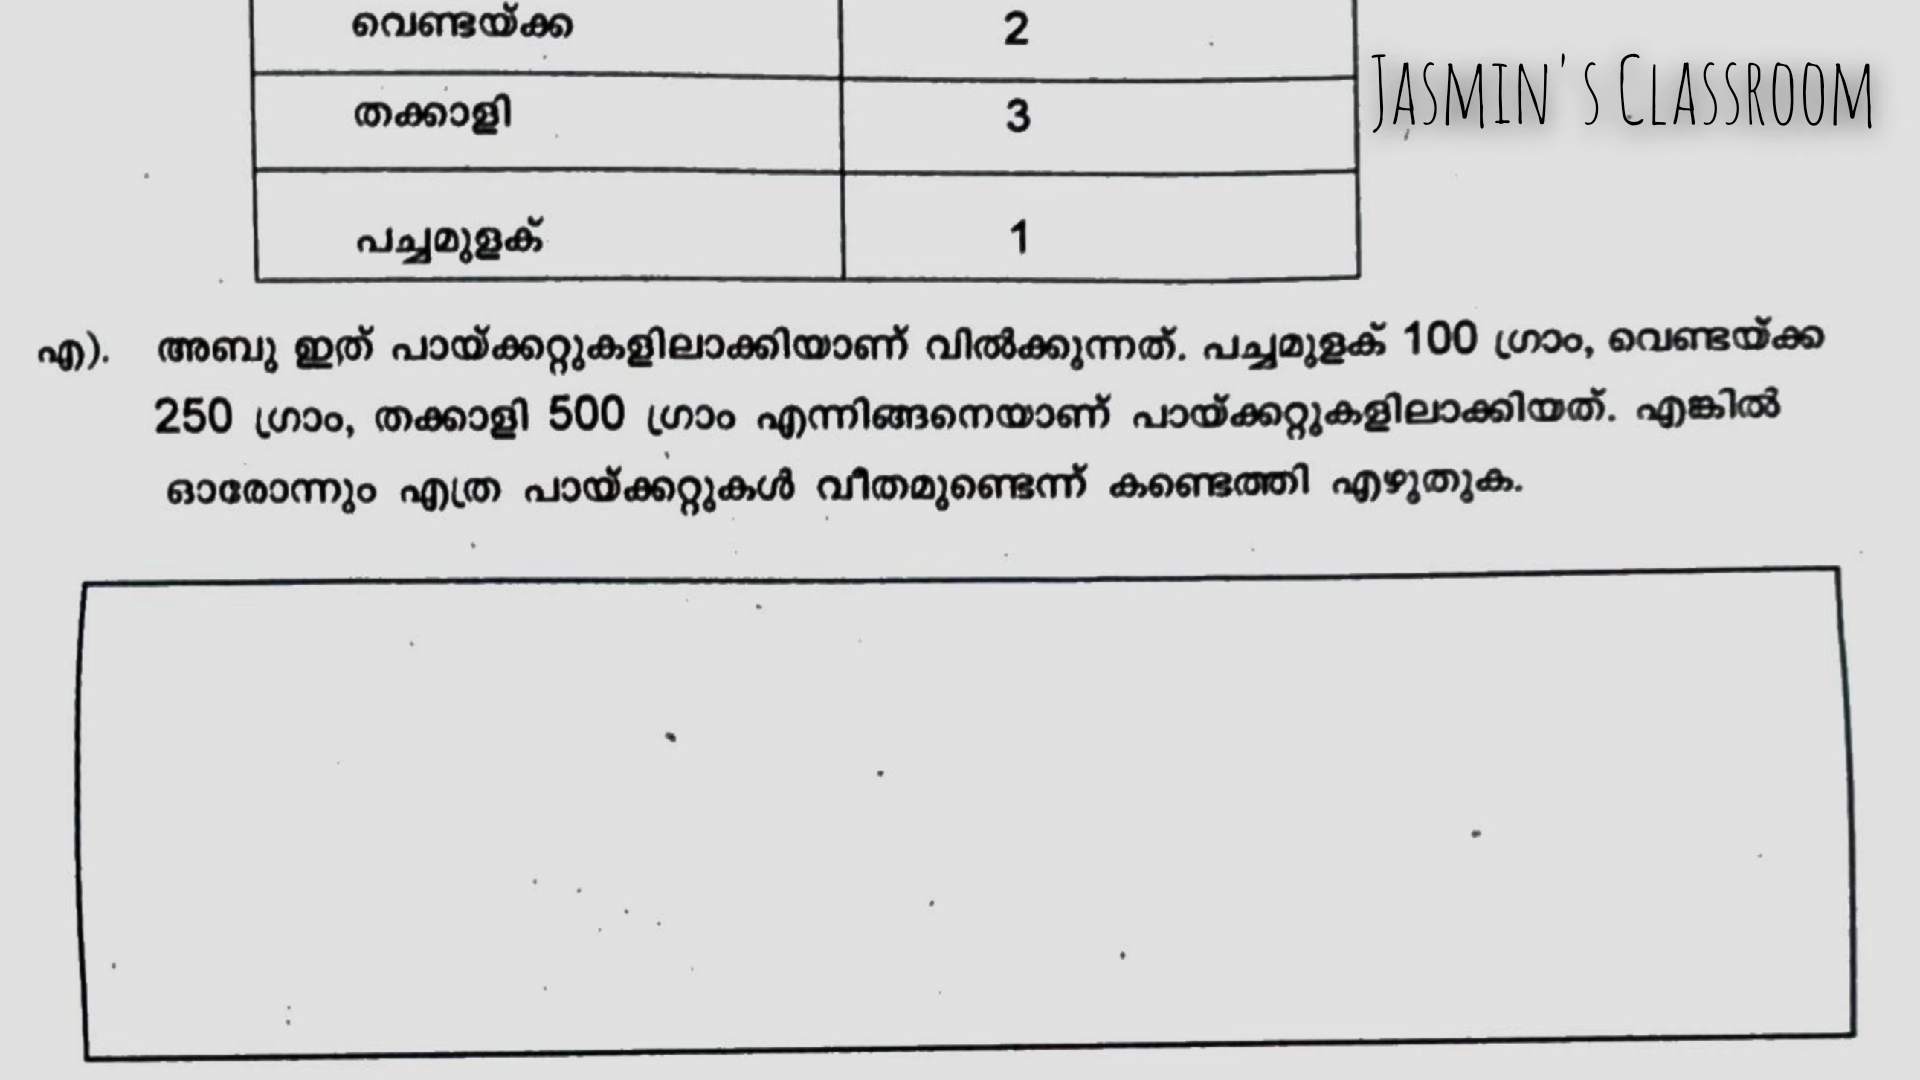 വെണ്ടയ്ക്ക 2
JASMIN'S CLASSROOM
തക്കാളി 3
പച്ചമുളക് 1
എ). അബു ഇത് പായ്ക്കറ്റുകളിലാക്കിയാണ് വിൽക്കുന്നത്. പച്ചമുളക് 100 ഗ്രാം, വെണ്ടയ്ക്ക
250 ഗ്രാം, തക്കാളി 500 ഗ്രാം എന്നിങ്ങനെയാണ് പായ്ക്കറ്റുകളിലാക്കിയത്. എങ്കിൽ
ഓരോന്നും എത്ര പായ്ക്കറ്റുകൾ വീതമുണ്ടെന്ന് കണ്ടെത്തി എഴുതുക.